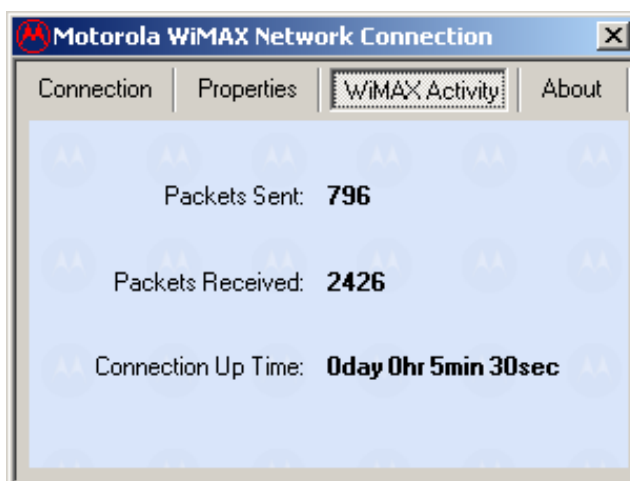 Motorola WiMAX Network Connection
Connection Properties WiMAX Activity About
Packets Sent: 796
Packets Received: 2426
Connection Up Time: 0day 0hr 5min 30sec